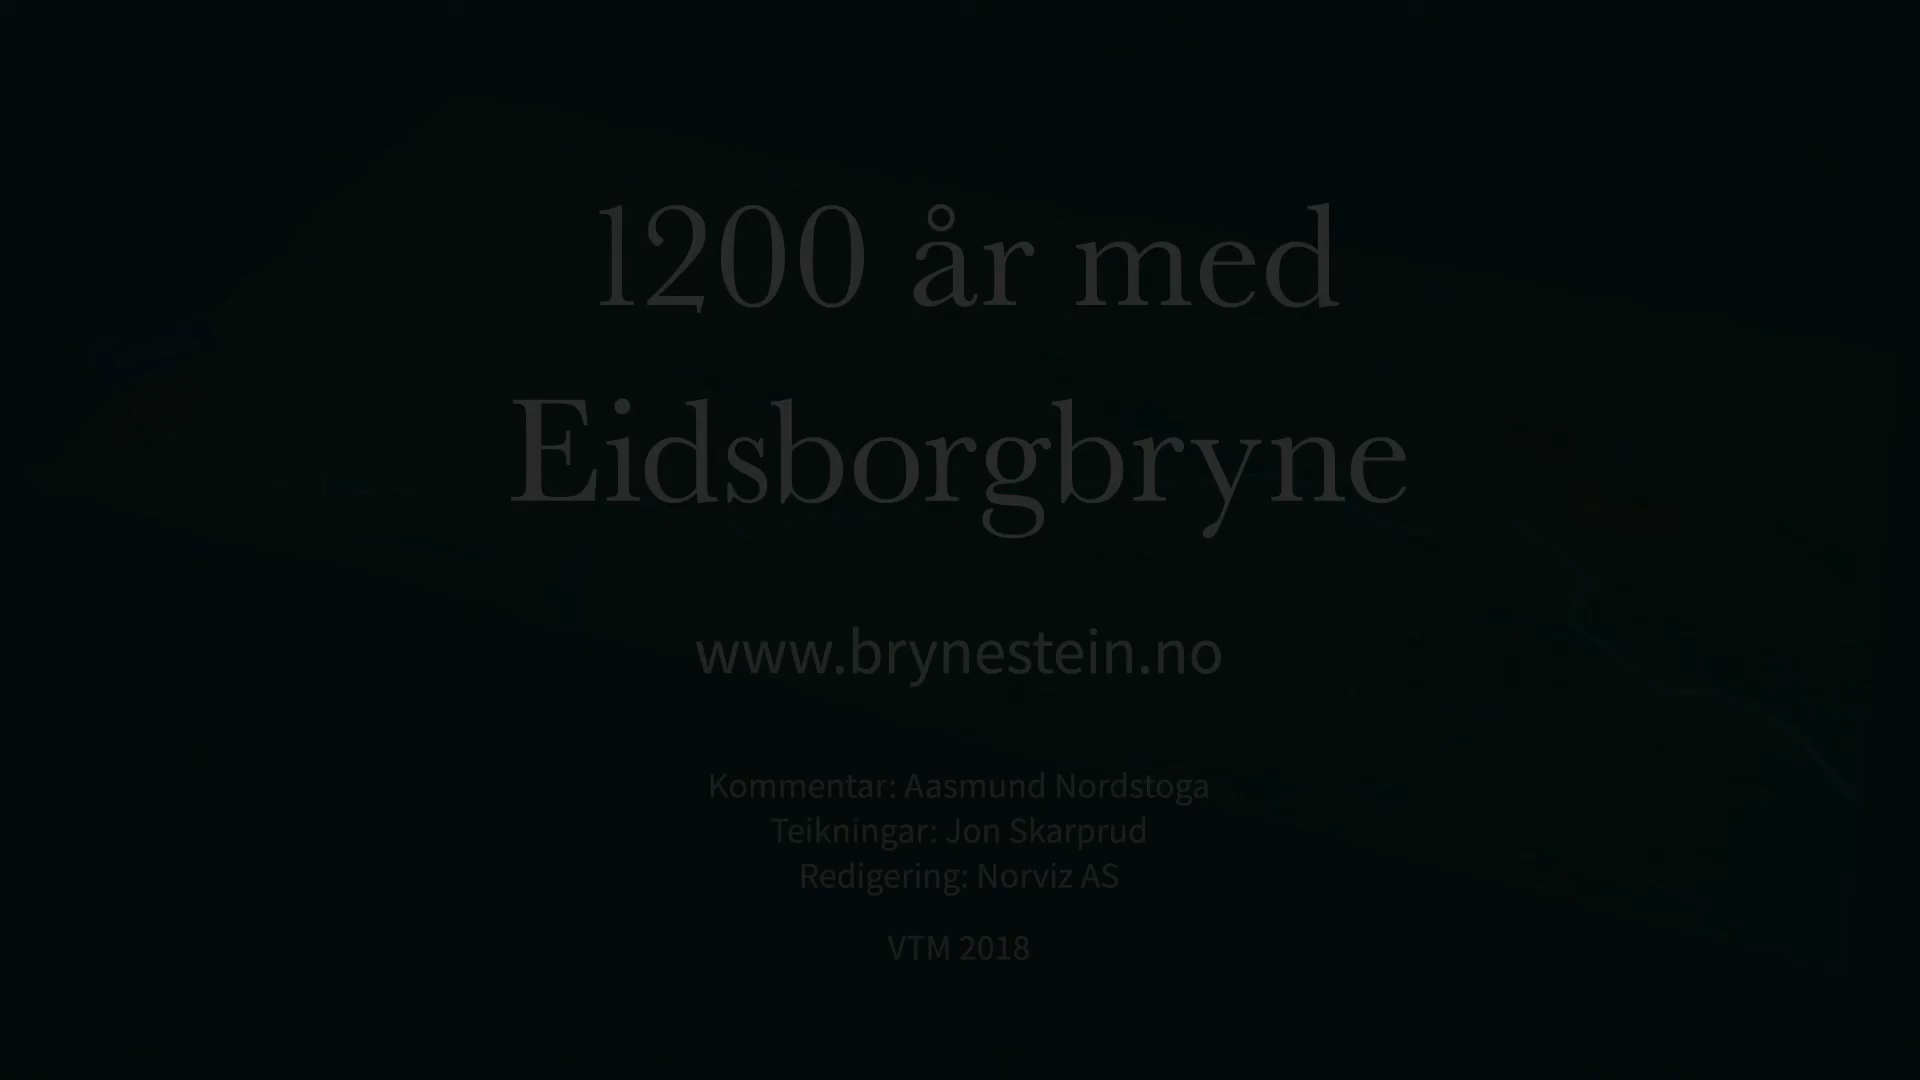 1200 år med
Eidsborgbryne
www.brynestein.no
Kommentar: Aasmund Nordstoga
Teikningar: Jon Skarprud
Redigering: Norviz AS
VTM 2018